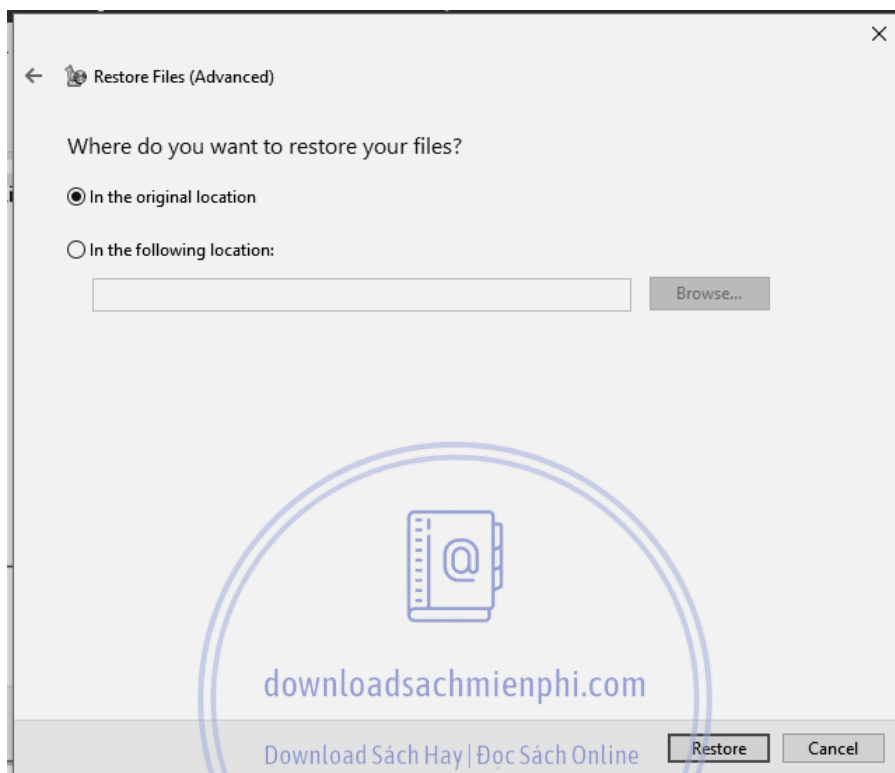 Restore Files (Advanced)
Where do you want to restore your files?
In the original location
In the following location:
Browse...
@
downloadsachmienphi.com
Download Sách Hay | Đọc Sách Online
Restore
Cancel